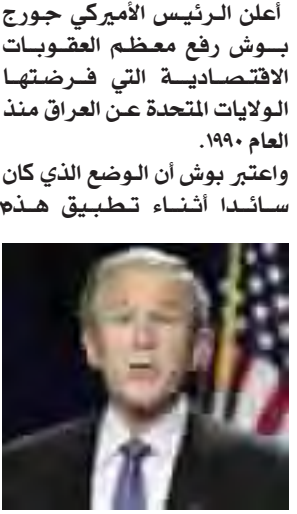 أعلن الرئيس الأميركي جورج
بوش رفع معظم العقوبات
الاقتصادية التي فرضتها
الولايات المتحدة عن العراق منذ
العام ١٩٩٠.
واعتبر بوش أن الوضع الذي كان
سائدا أثناء تطبيق هذه